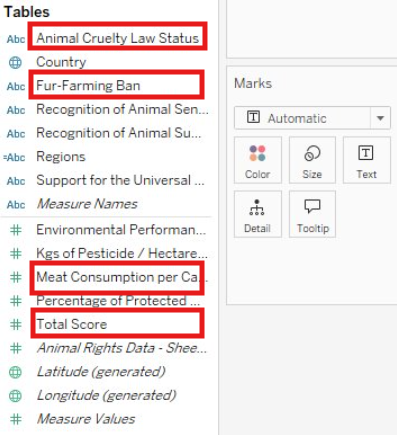 Tables
Abc Animal Cruelty Law Status
Country
Abc Fur-Farming Ban
Abc Recognition of Animal Sen...
Abc Recognition of Animal Su...
=Abc Regions
Abc Support for the Universal ...
Abc Measure Names
# Environmental Performan...
# Kgs of Pesticide / Hectare...
# Meat Consumption per Ca...
# Percentage of Protected ...
# Total Score
# Animal Rights Data - Shee...
Latitude (generated)
Longitude (generated)
# Measure Values
Marks
T Automatic
Color Size Text
Detail Tooltip